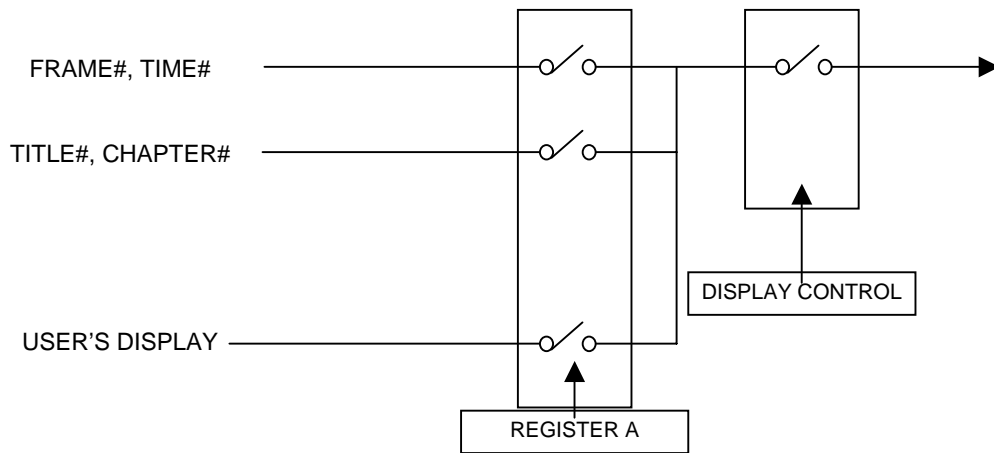 FRAME#, TIME#
TITLE#, CHAPTER#
DISPLAY CONTROL
USER'S DISPLAY
REGISTER A